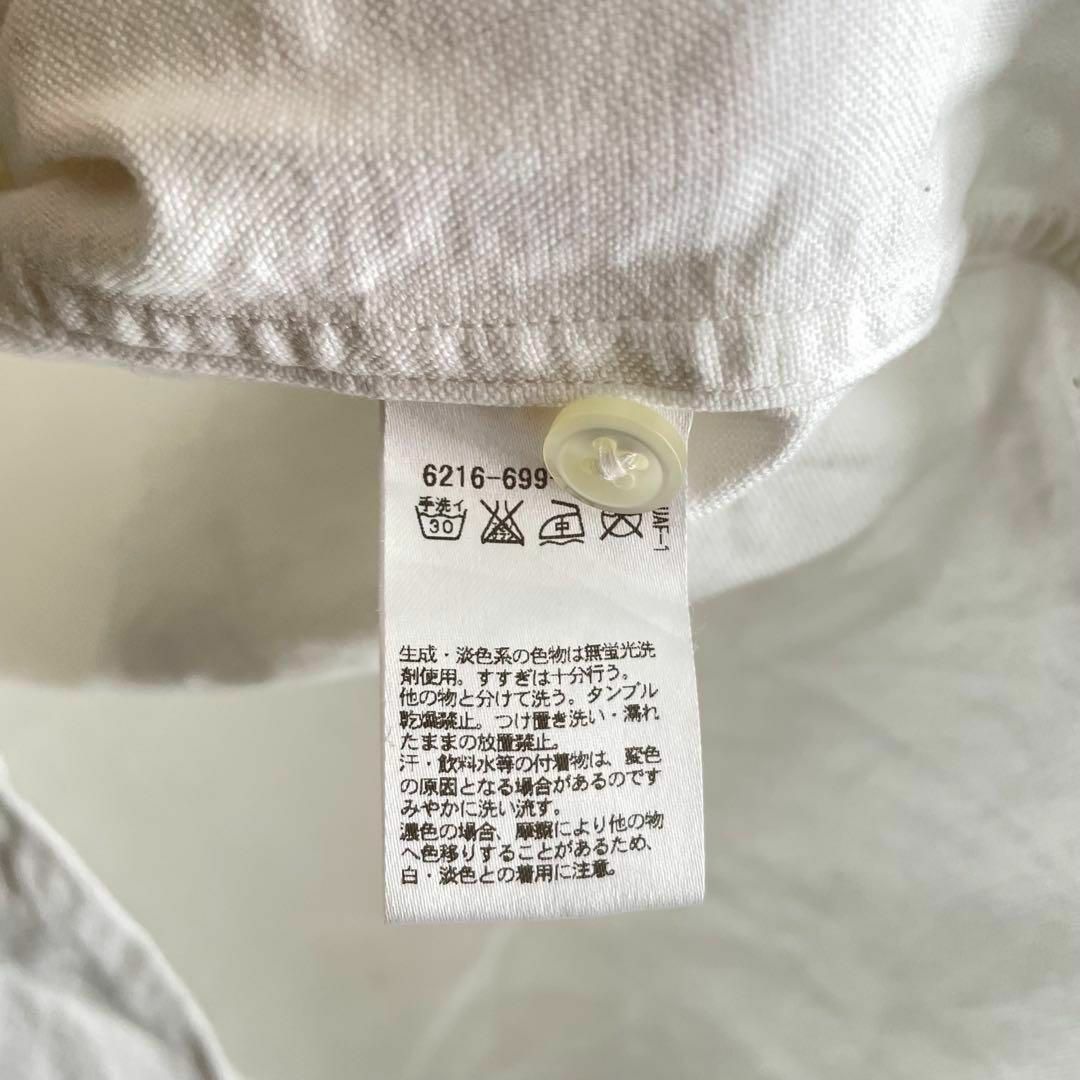 6216-699-
手洗イ
30
中
UAF-1
生成・淡色系の色物は無蛍光洗
剤使用。すすぎは十分行う。
他の物と分けて洗う。タンブル
乾燥禁止。つけ置き洗い・濡れ
たままの放置禁止。
汗・飲料水等の付着物は、変色
の原因となる場合があるのです
みやかに洗い流す。
濃色の場合、摩擦により他の物
へ色移りすることがあるため、
白・淡色との着用に注意。